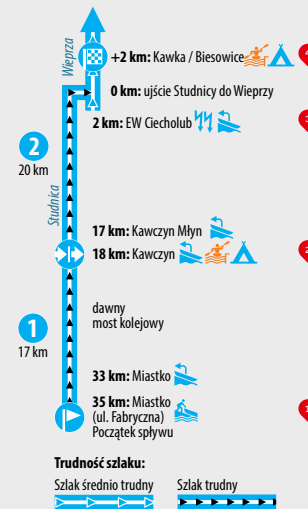 Wieprza
+2 km: Kawka / Biesowice
0 km: ujście Studnicy do Wieprzy
2 km: EW Ciecholub
2
20 km
Studnica
17 km: Kawczyn Młyn
18 km: Kawczyn
dawny
most kolejowy
1
17 km
33 km: Miastko
35 km: Miastko
(ul. Fabryczna)
Początek spływu
Trudność szlaku:
Szlak średnio trudny
Szlak trudny